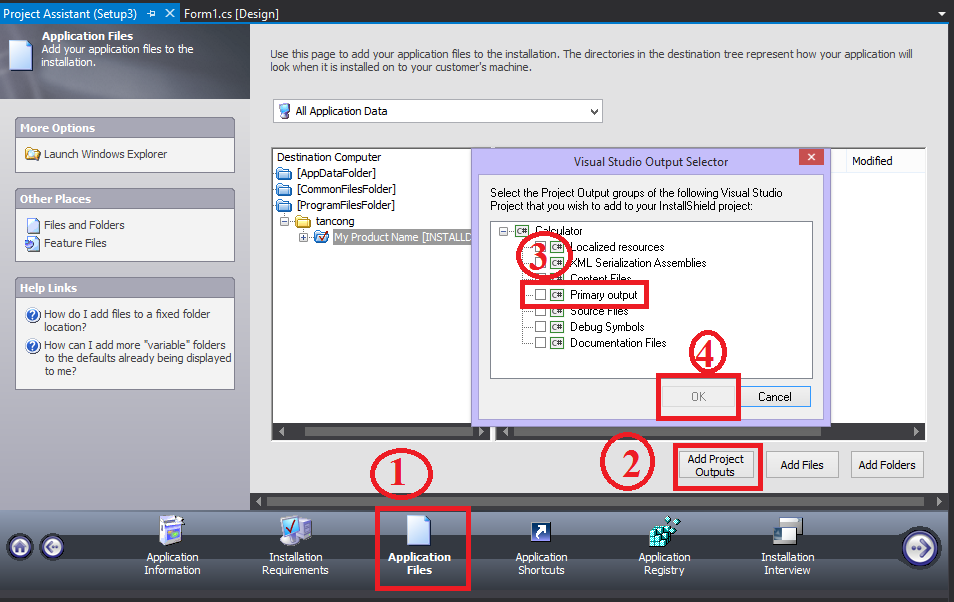 Project Assistant (Setup3)
Form1.cs [Design]
Application Files
Add your application files to the
installation.
More Options
Launch Windows Explorer
Other Places
Files and Folders
Feature Files
Help Links
How do I add files to a fixed folder
location?
How can I add more "variable" folders
to the defaults already being displayed
to me?
Use this page to add your application files to the installation. The directories in the destination tree represent how your application will
look when it is installed on to your customer's machine.
All Application Data
Destination Computer
[AppDataFolder]
[CommonFilesFolder]
[ProgramFilesFolder]
tancong
My Product Name [INSTALLD
Modified
Visual Studio Output Selector
Select the Project Output groups of the following Visual Studio
Project that you wish to add to your InstallShield project:
Calculator
Localized resources
XML Serialization Assemblies
Content Files
Primary output
Source Files
Debug Symbols
Documentation Files
3
4
OK
Cancel
1
2
Add Project
Outputs
Add Files
Add Folders
Application
Information
Installation
Requirements
Application
Files
Application
Shortcuts
Application
Registry
Installation
Interview